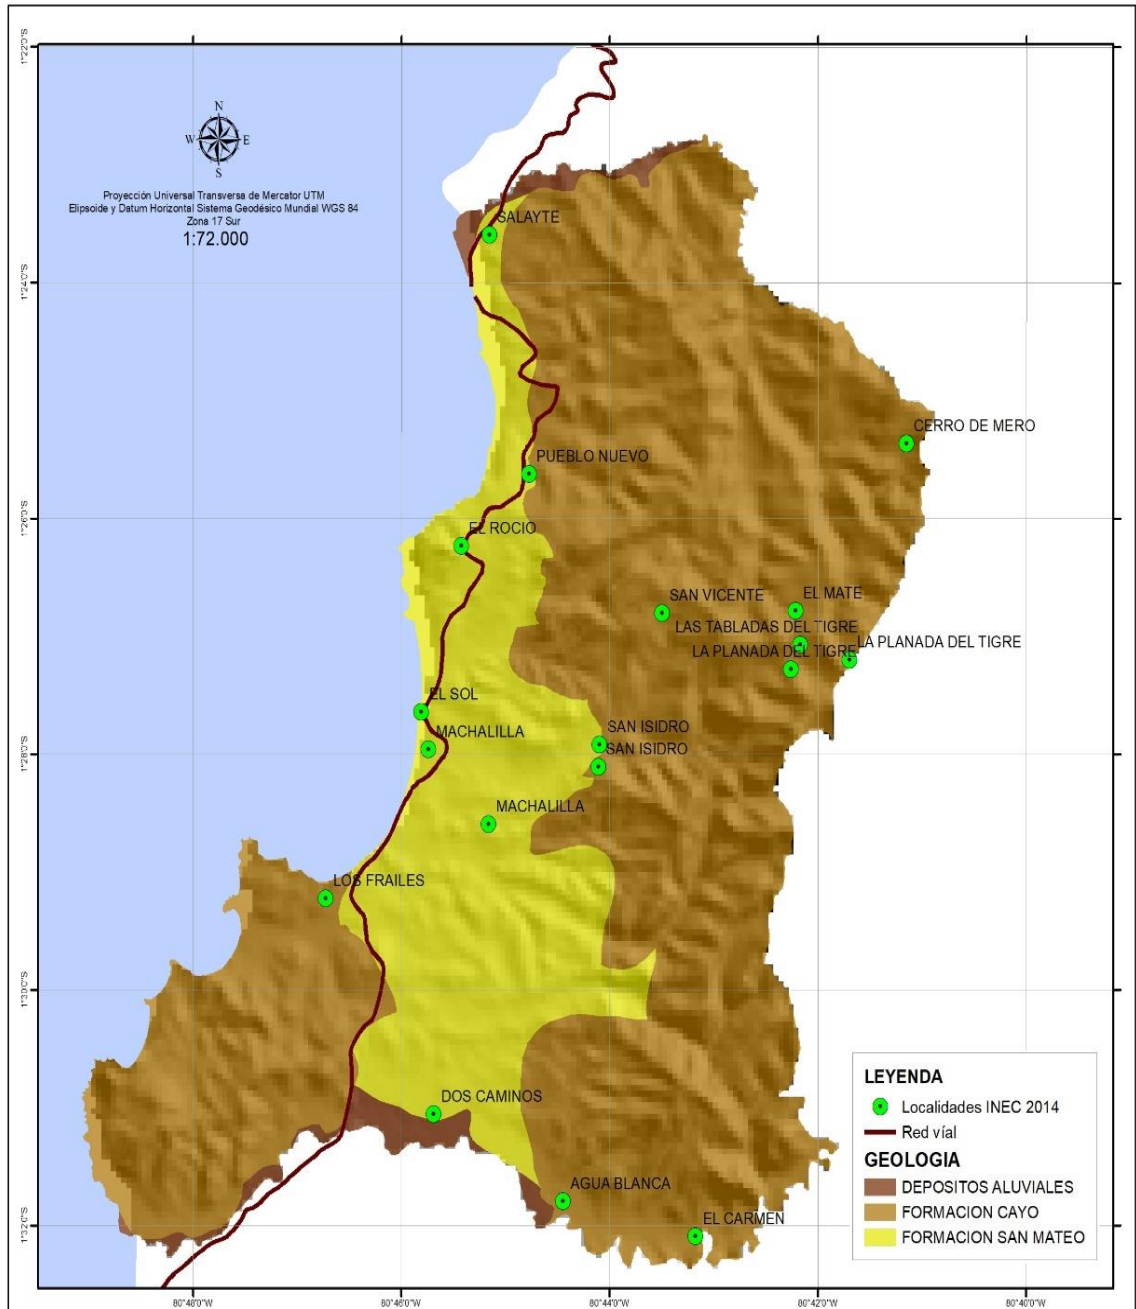 1°22'0"S
1°24'0"S
1°26'0"S
1°28'0"S
1°30'0"S
1°32'0"S
N
W E
S
Proyección Universal Transversa de Mercator UTM
Elipsoide y Datum Horizontal Sistema Geodésico Mundial WGS 84
Zona 17 Sur
1:72.000
SALAYTE
CERRO DE MERO
PUEBLO NUEVO
EL ROCIO
SAN VICENTE
EL MATE
LAS TABLADAS DEL TIGRE
LA PLANADA DEL TIGRE
LA PLANADA DEL TIGRE
EL SOL
MACHALILLA
SAN ISIDRO
SAN ISIDRO
MACHALILLA
LOS FRAILES
DOS CAMINOS
AGUA BLANCA
EL CARMEN
LEYENDA
Localidades INEC 2014
Red víal
GEOLOGIA
DEPOSITOS ALUVIALES
FORMACION CAYO
FORMACION SAN MATEO
80°48'0"W
80°46'0"W
80°44'0"W
80°42'0"W
80°40'0"W